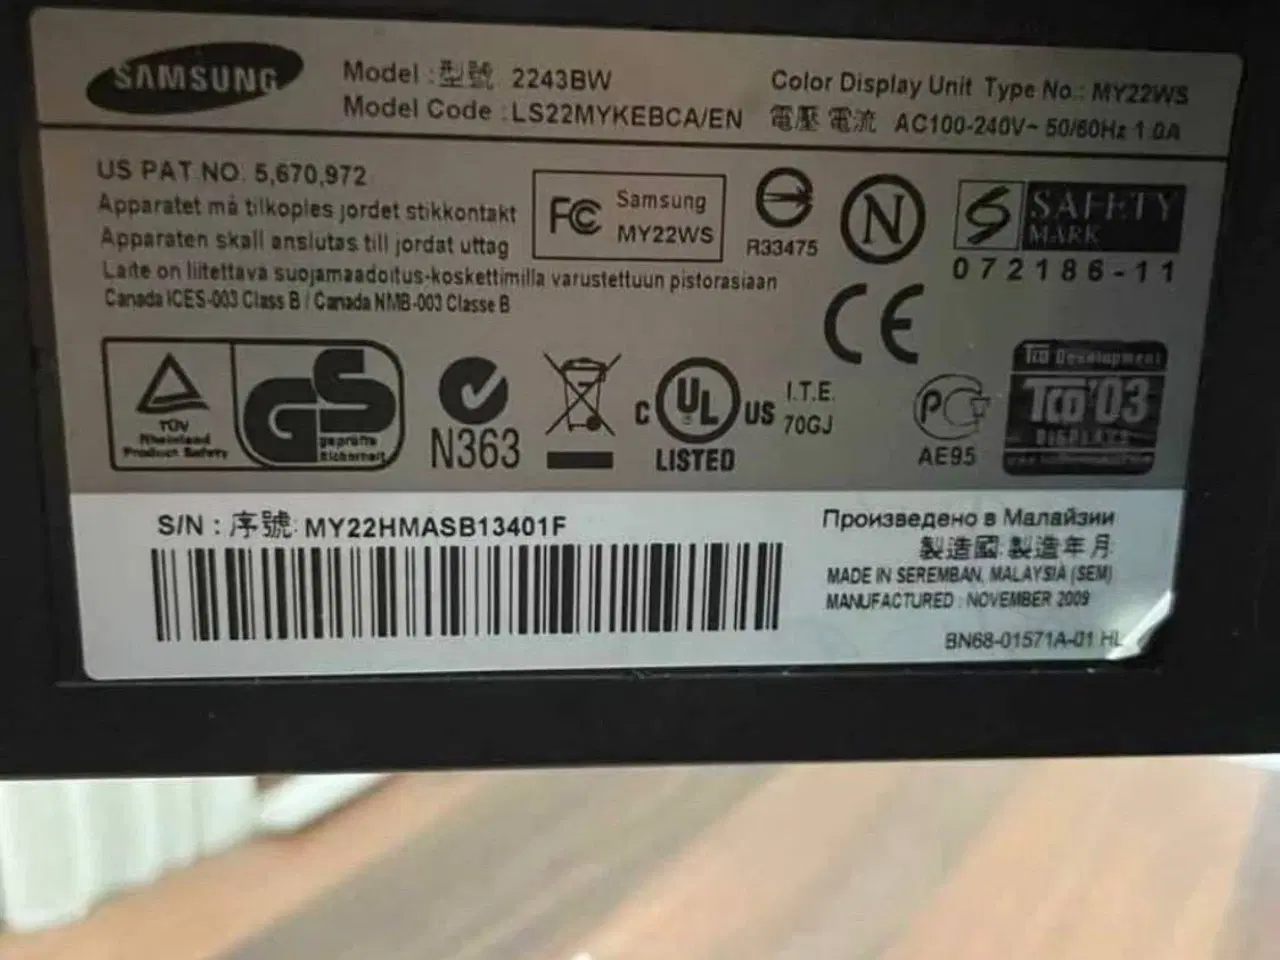 SAMSUNG
Model : 型號 2243BW
Model Code : LS22MYKEBCA/EN
Color Display Unit Type No.: MY22WS
電壓 電流 AC100-240V~ 50/60Hz 1.0A
US PAT.NO. 5,670,972
Apparatet må tilkoples jordet stikkontakt
Apparaten skall anslutas till jordat uttag
Laite on liitettävä suojamaadoitus-koskettimilla varustettuun pistorasiaan
Canada ICES-003 Class B / Canada NMB-003 Classe B
FC Samsung
MY22WS
R33475
N
S SAFETY
MARK
072186-11
CE
TÜV
Rheinland
Product Safety
GS
geprüfte
Sicherheit
N363
C UL US
LISTED
I.T.E.
70GJ
PCT
AE95
TCO Development
TCO'03
DISPLAYS
S/N : 序號: MY22HMASB13401F
Произведено в Малайзии
製造國: 製造年月
MADE IN SEREMBAN, MALAYSIA (SEM)
MANUFACTURED : NOVEMBER 2009
BN68-01571A-01 HL